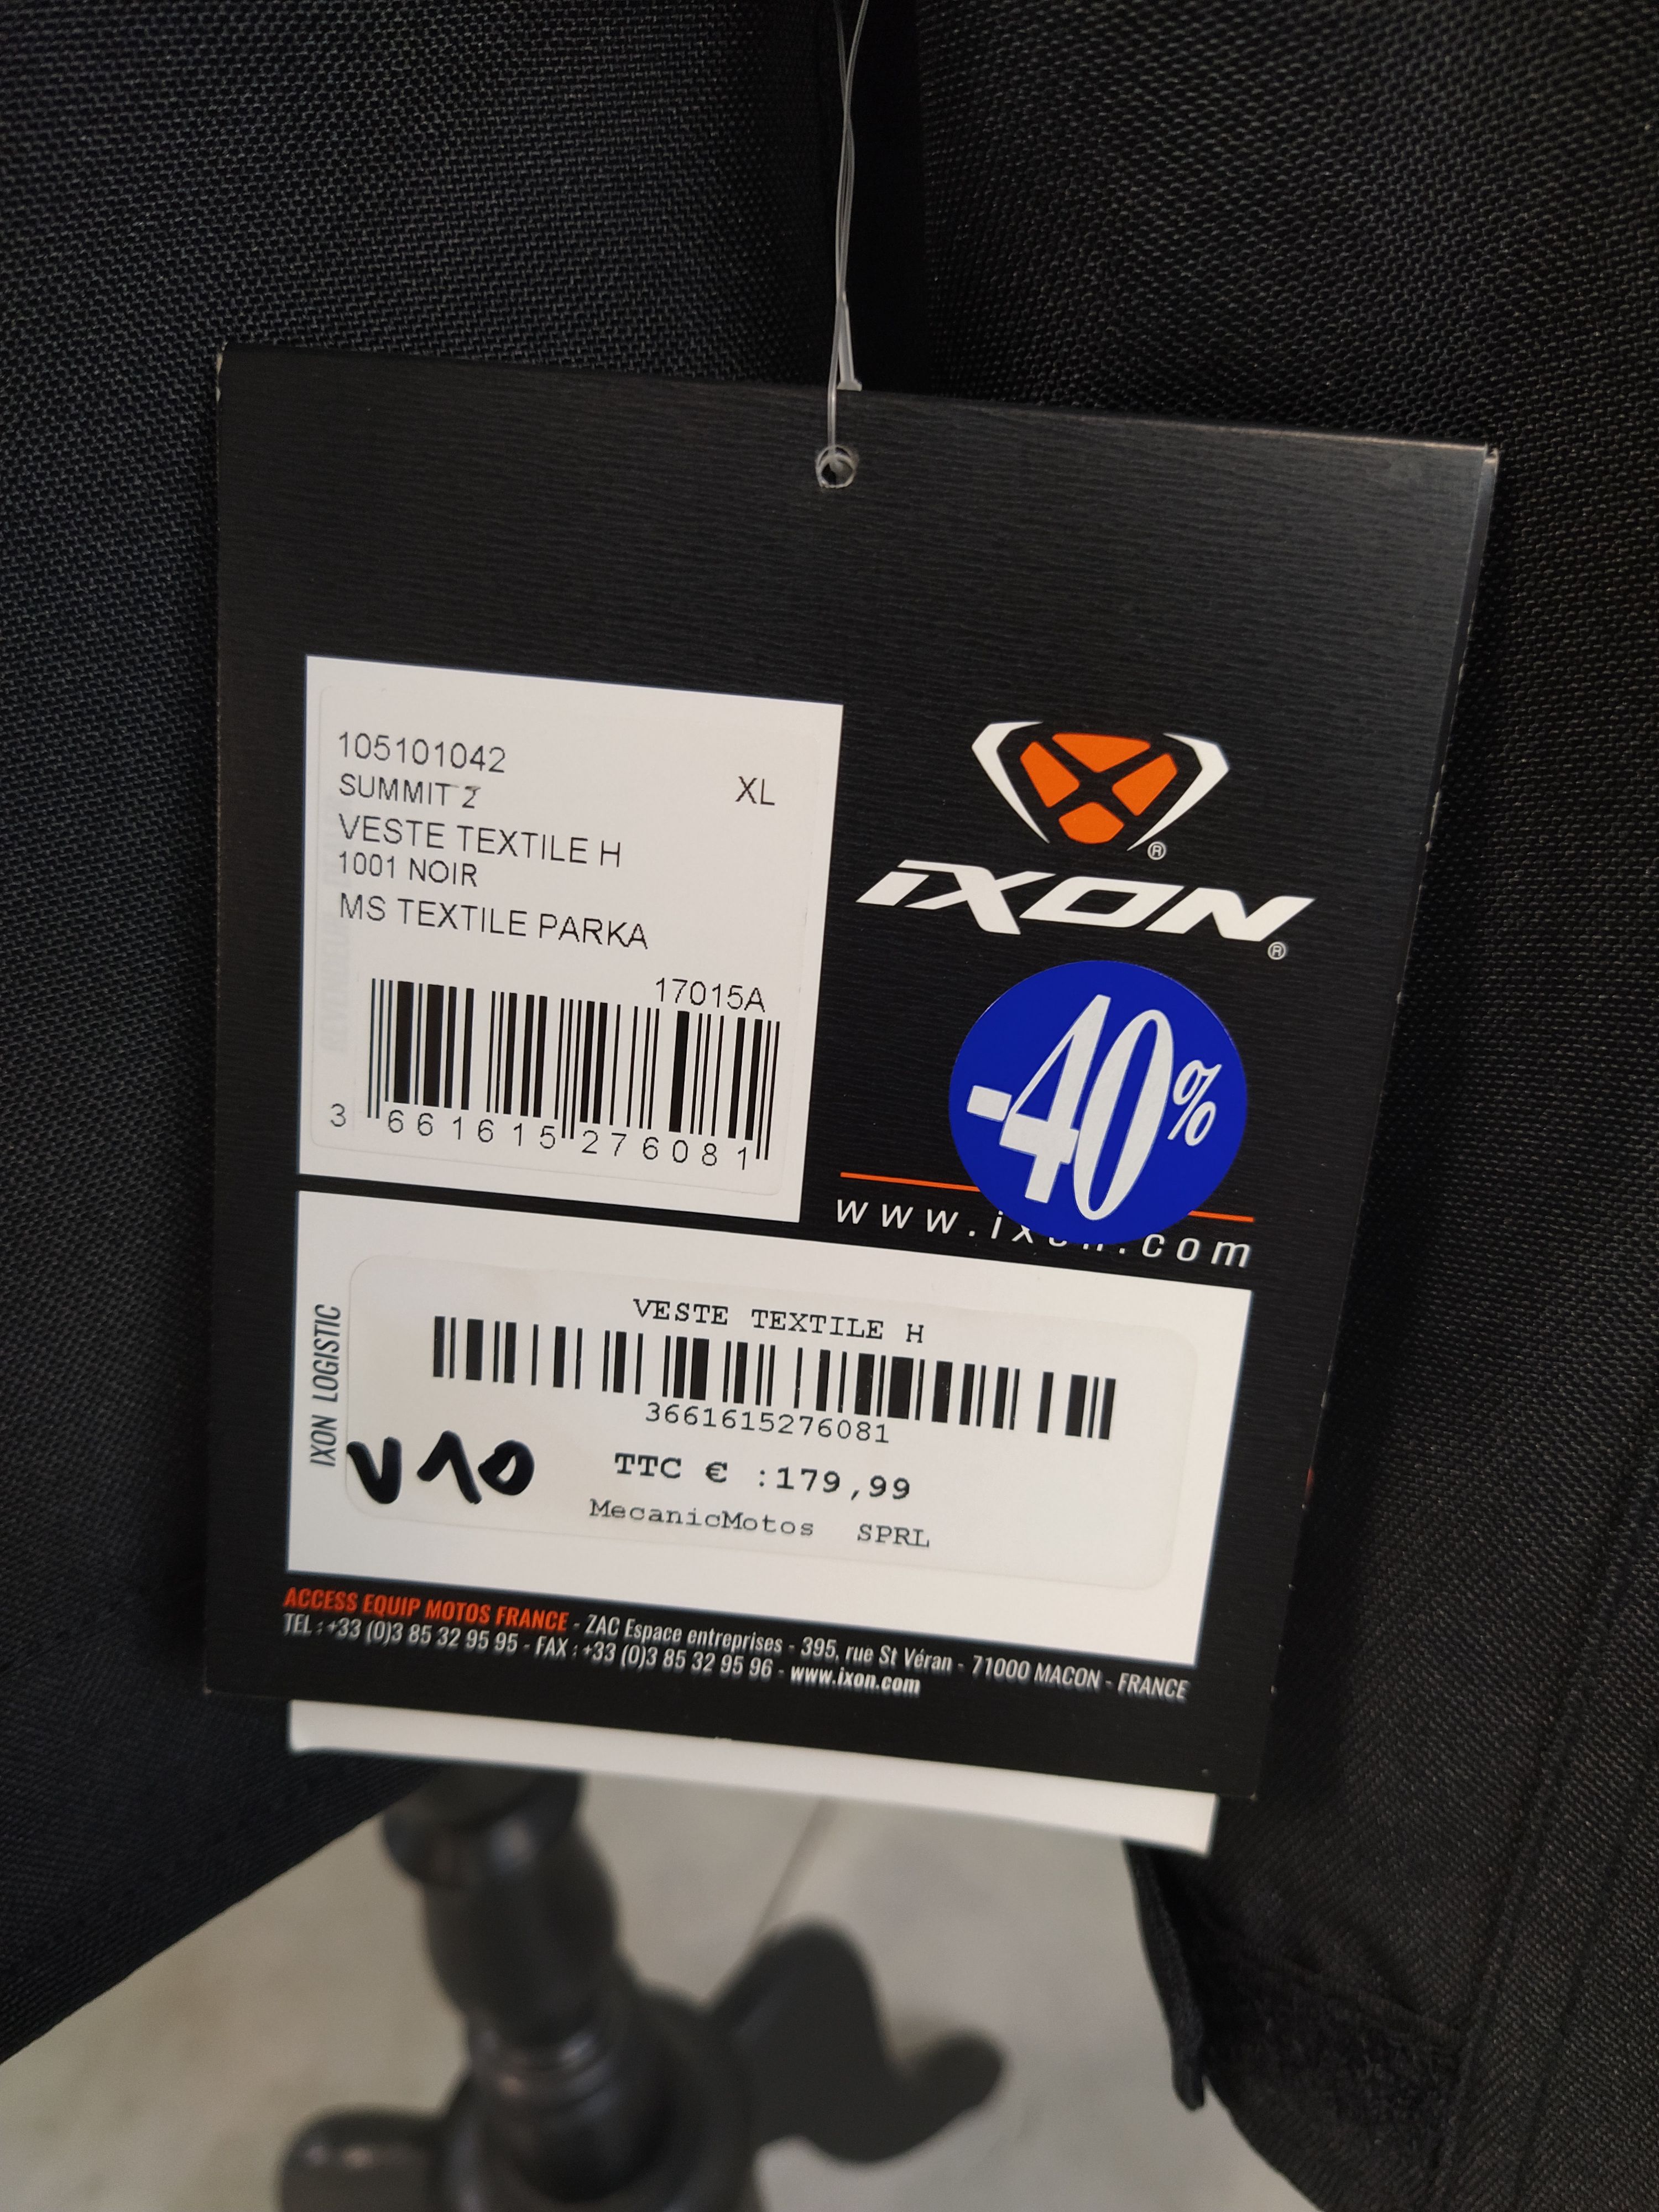 105101042
SUMMIT 2
XL
VESTE TEXTILE H
1001 NOIR
MS TEXTILE PARKA
17015A
3 661615 276081
iXON
®
®
-40%
www.ixon.com
IXON LOGISTIC
VESTE TEXTILE H
3661615276081
V10
TTC € :179,99
MecanicMotos SPRL
ACCESS EQUIP MOTOS FRANCE - ZAC Espace entreprises - 395, rue St Véran - 71000 MACON - FRANCE
TEL : +33 (0)3 85 32 95 95 - FAX : +33 (0)3 85 32 95 96 - www.ixon.com